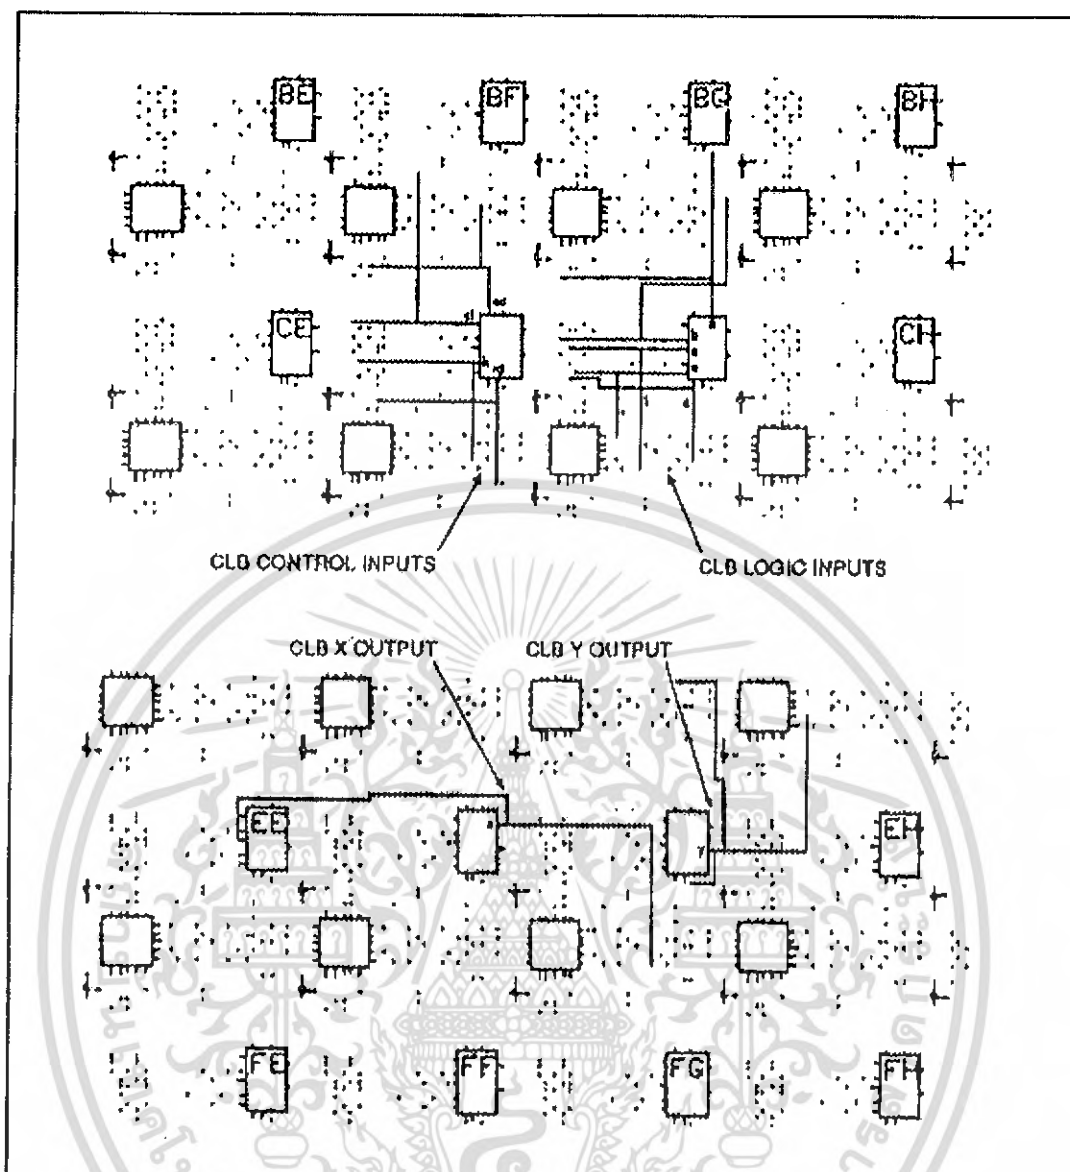 BE BF BG BH
CE CH
CLB CONTROL INPUTS
CLB LOGIC INPUTS
CLB X OUTPUT
CLB Y OUTPUT
EE EH
FE FF FG FH